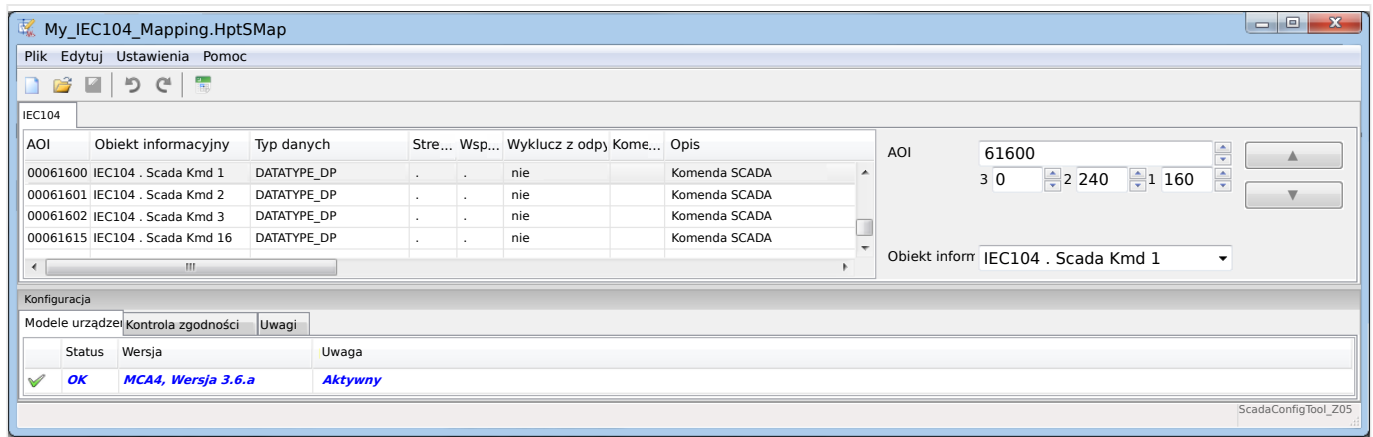 My_IEC104_Mapping.HptSMap
Plik Edytuj Ustawienia Pomoc
IEC104
AOI Obiekt informacyjny Typ danych Stre... Wsp... Wyklucz z odpy Kome... Opis
00061600 IEC104 . Scada Kmd 1 DATATYPE_DP . . nie Komenda SCADA
00061601 IEC104 . Scada Kmd 2 DATATYPE_DP . . nie Komenda SCADA
00061602 IEC104 . Scada Kmd 3 DATATYPE_DP . . nie Komenda SCADA
00061615 IEC104 . Scada Kmd 16 DATATYPE_DP . . nie Komenda SCADA
AOI 61600
3 0 2 240 1 160
Obiekt inform IEC104 . Scada Kmd 1
Konfiguracja
Modele urządzeń Kontrola zgodności Uwagi
Status Wersja Uwaga
OK MCA4, Wersja 3.6.a Aktywny
ScadaConfigTool_Z05